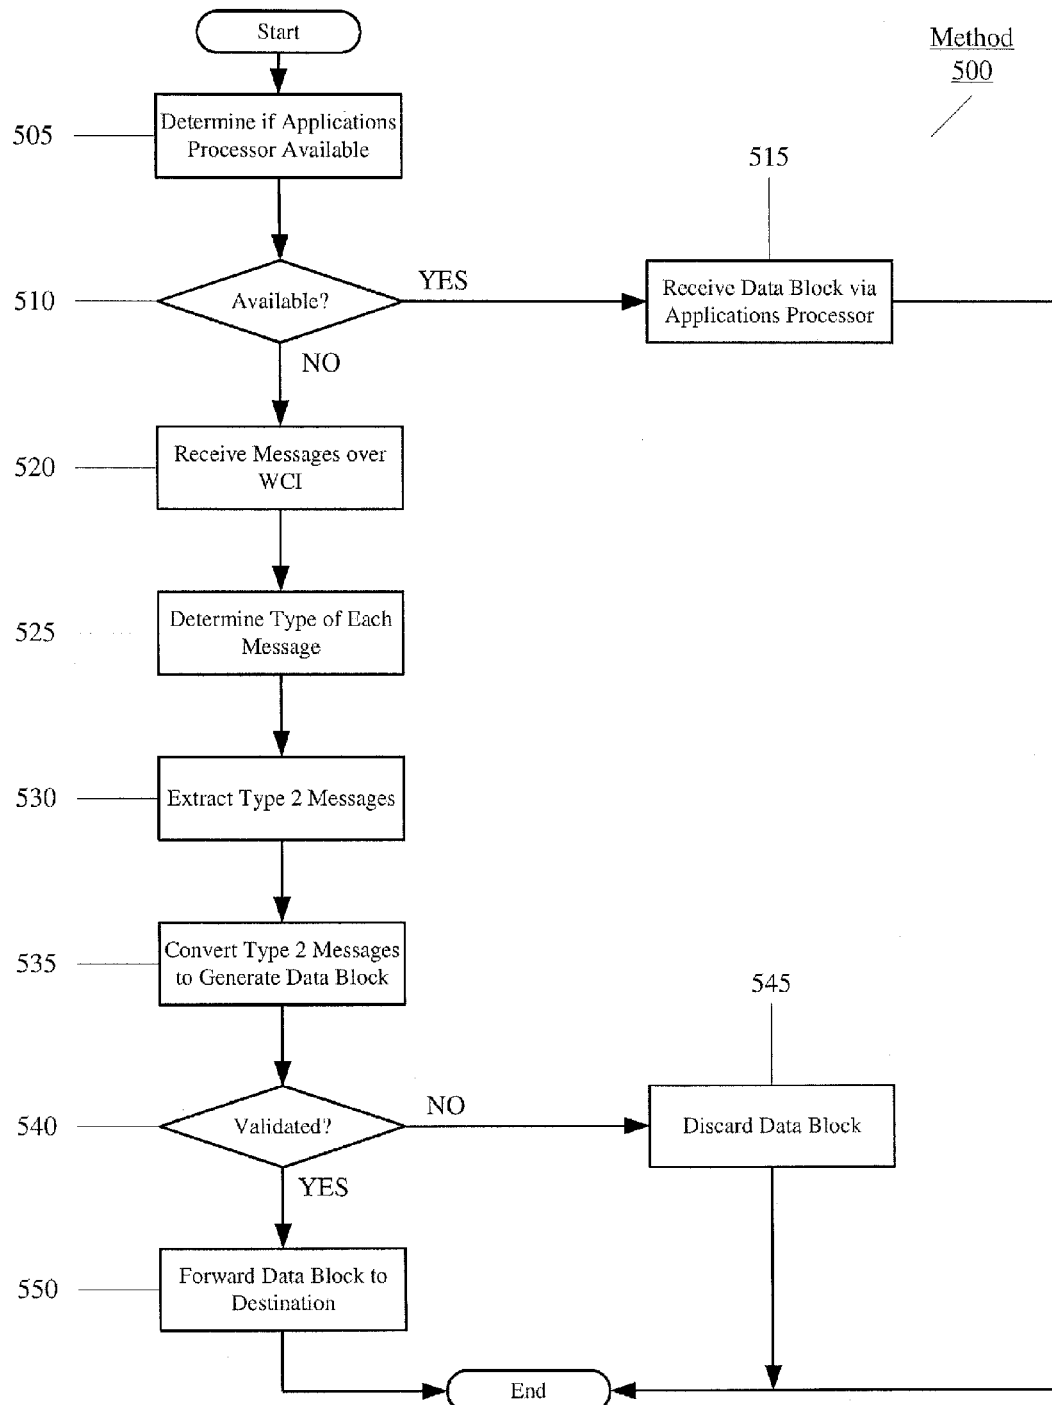 Start
Method
500
505
Determine if Applications
Processor Available
515
510
Available?
YES
Receive Data Block via
Applications Processor
NO
520
Receive Messages over
WCI
525
Determine Type of Each
Message
530
Extract Type 2 Messages
535
Convert Type 2 Messages
to Generate Data Block
545
540
Validated?
NO
Discard Data Block
YES
550
Forward Data Block to
Destination
End